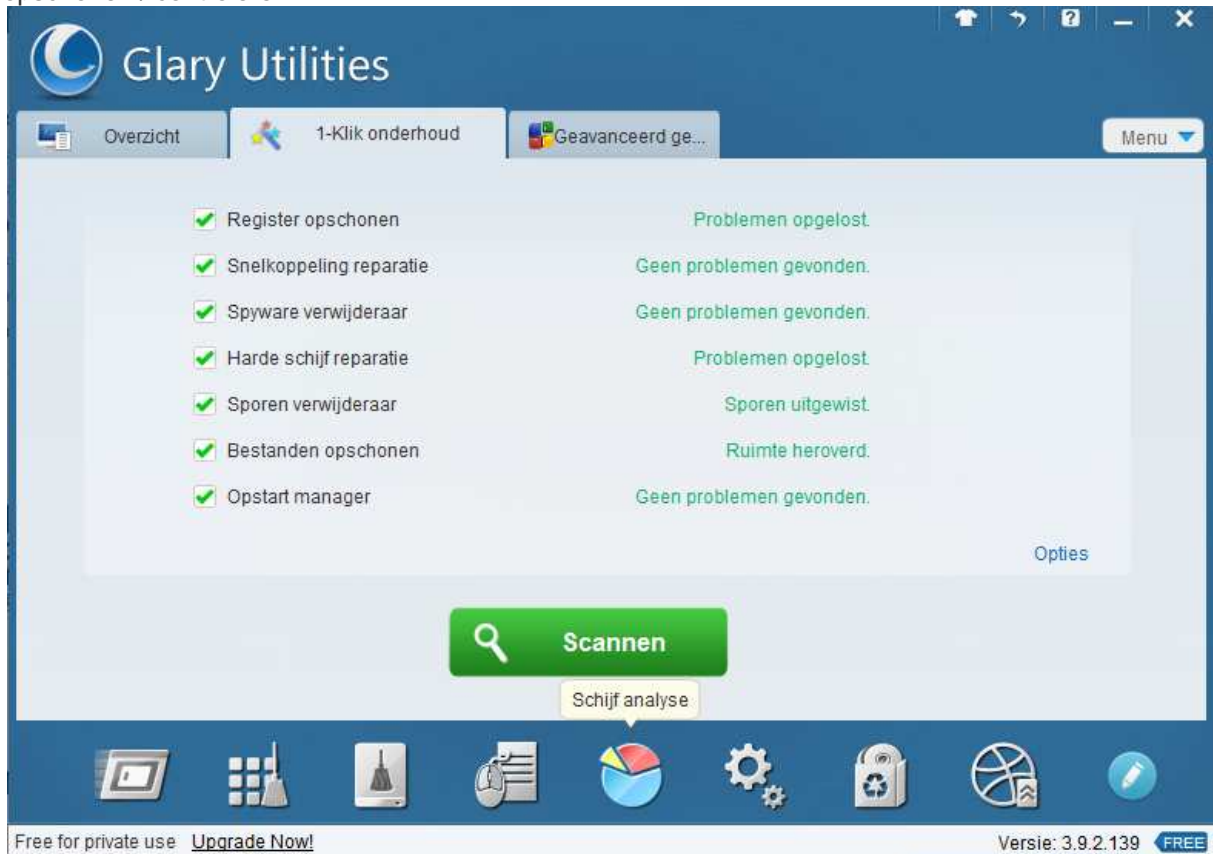 Glary Utilities
Overzicht
1-Klik onderhoud
Geavanceerd ge...
Menu
Register opschonen Problemen opgelost.
Snelkoppeling reparatie Geen problemen gevonden.
Spyware verwijderaar Geen problemen gevonden.
Harde schijf reparatie Problemen opgelost.
Sporen verwijderaar Sporen uitgewist.
Bestanden opschonen Ruimte heroverd.
Opstart manager Geen problemen gevonden.
Opties
Scannen
Schijf analyse
Free for private use Upgrade Now! Versie: 3.9.2.139 FREE